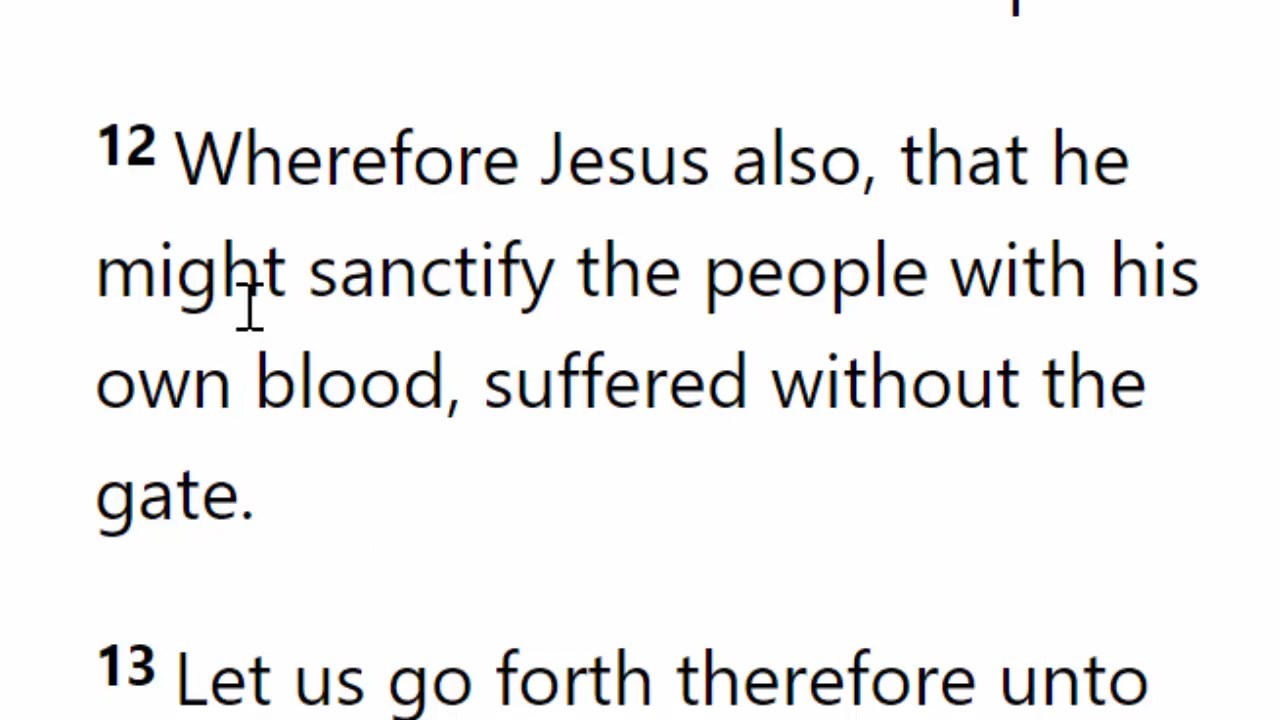 12 Wherefore Jesus also, that he
might sanctify the people with his
own blood, suffered without the
gate.
13 Let us go forth therefore unto